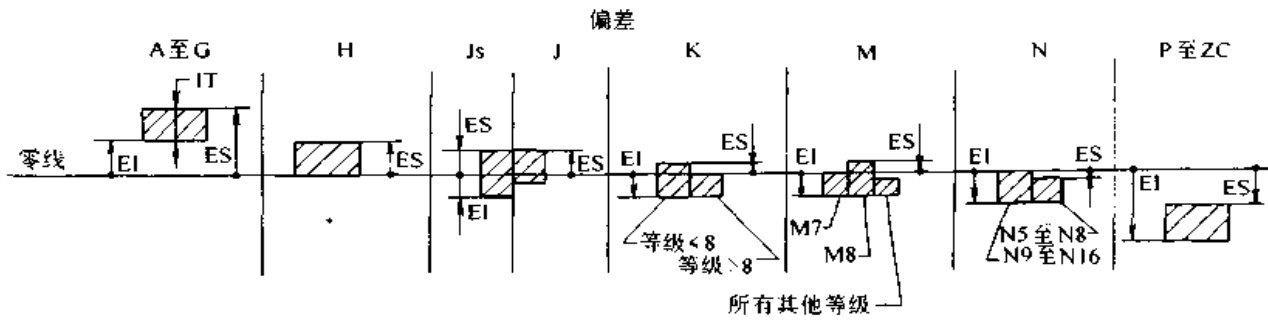 偏差
A至G H Js J K M N P至ZC
IT
ES ES ES ES
EI EI EI
零线 EI ES ES ES
EI
等级<8
等级>8
M7
M8
N5至N8
N9至N16
所有其他等级